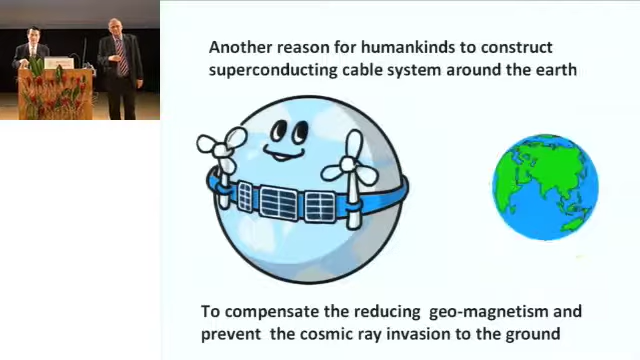 Another reason for humankinds to construct
superconducting cable system around the earth
To compensate the reducing geo-magnetism and
prevent the cosmic ray invasion to the ground